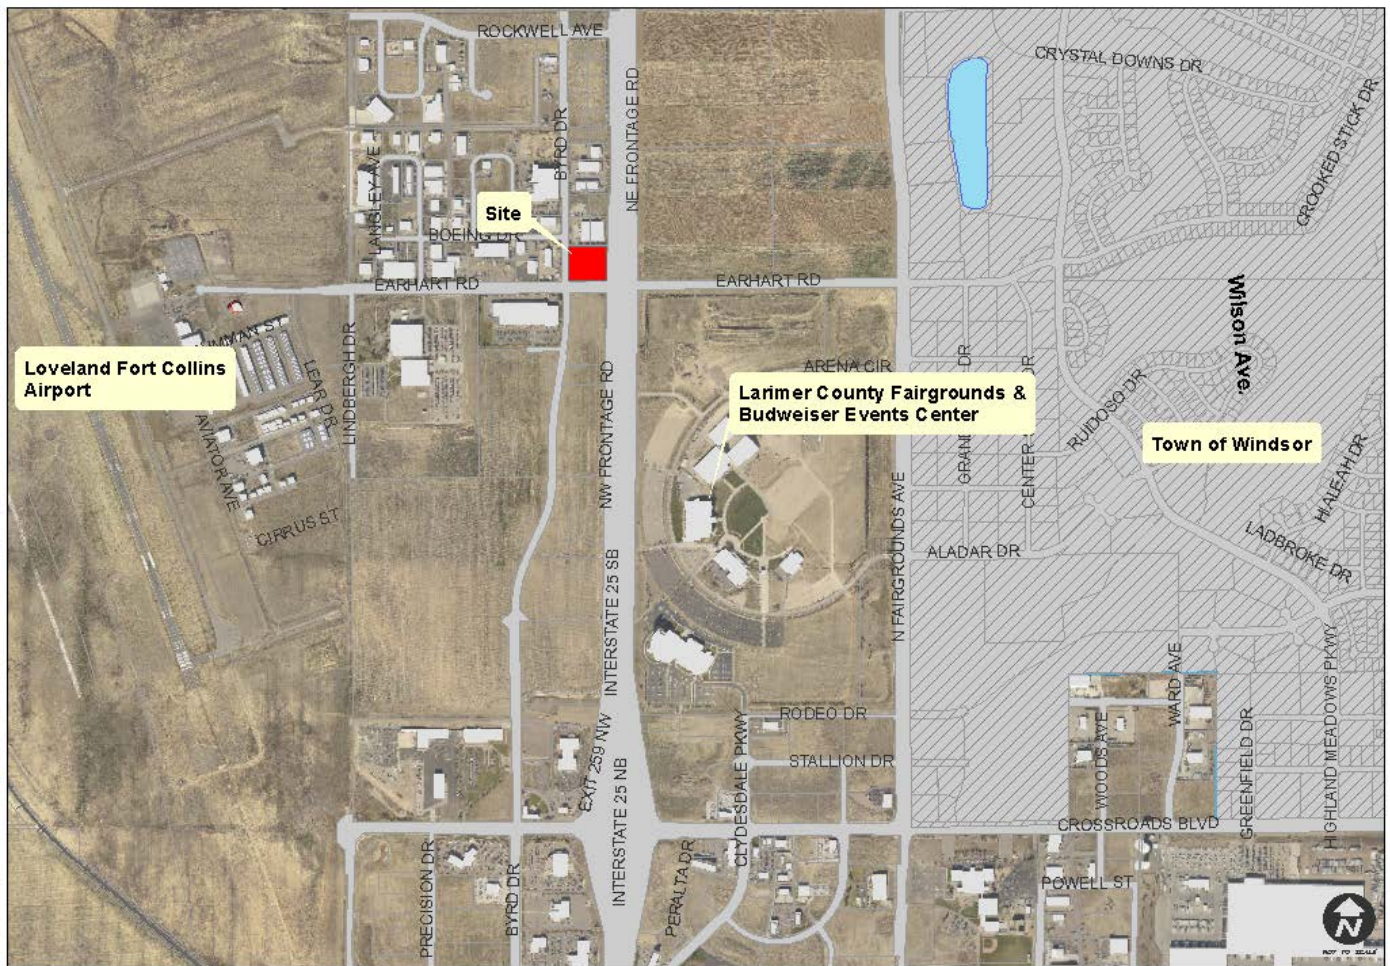 ROCKWELL AVE
CRYSTAL DOWNS DR
CROOKED STICK DR
BYRD DR
NE FRONTAGE RD
LANGLEY AVE
Site
BOEING DR
EARHART RD
EARHART RD
Wilson Ave.
LINDBERGH DR
LEAR DR
Loveland Fort Collins
Airport
ARENA CIR
Larimer County Fairgrounds &
Budweiser Events Center
RUIDOSO DR
Town of Windsor
NW FRONTAGE RD
AVIATOR AVE
CIRRUS ST
N FAIRGROUNDS AVE
ALADAR DR
HIALEAH DR
LADBROKE DR
INTERSTATE 25 SB
HIGHLAND MEADOWS PKWY
WARD AVE
WOODS AVE
GREENFIELD DR
RODEO DR
STALLION DR
EXIT 259 NW
INTERSTATE 25 NB
CLYDESDALE PKWY
CROSSROADS BLVD
PRECISION DR
BYRD DR
PERALTA DR
POWELL ST
N
NOT TO SCALE